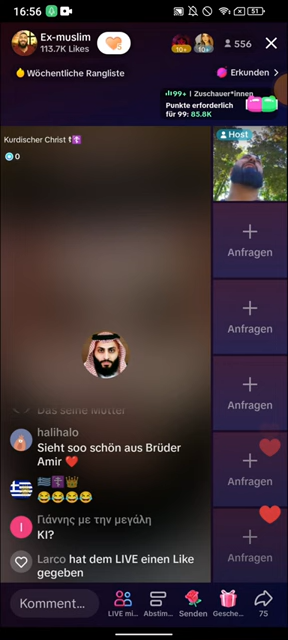 16:56
51
Ex-muslim
113.7K Likes
10+
10+
556
Wöchentliche Rangliste
Erkunden >
99+ | Zuschauer*innen
Punkte erforderlich
für 99: 85.8K
Kurdischer Christ
0
Host
Anfragen
Anfragen
Anfragen
Anfragen
Anfragen
Das seine Mutter
halihalo
Sieht soo schön aus Brüder
Amir ❤️
🇬🇷✝️👑
😂😂😂😂
I
Γιάννης με την μεγάλη
KI?
Larco hat dem LIVE einen Like
gegeben
Komment...
LIVE mi...
Abstim...
Senden
Gesche...
75